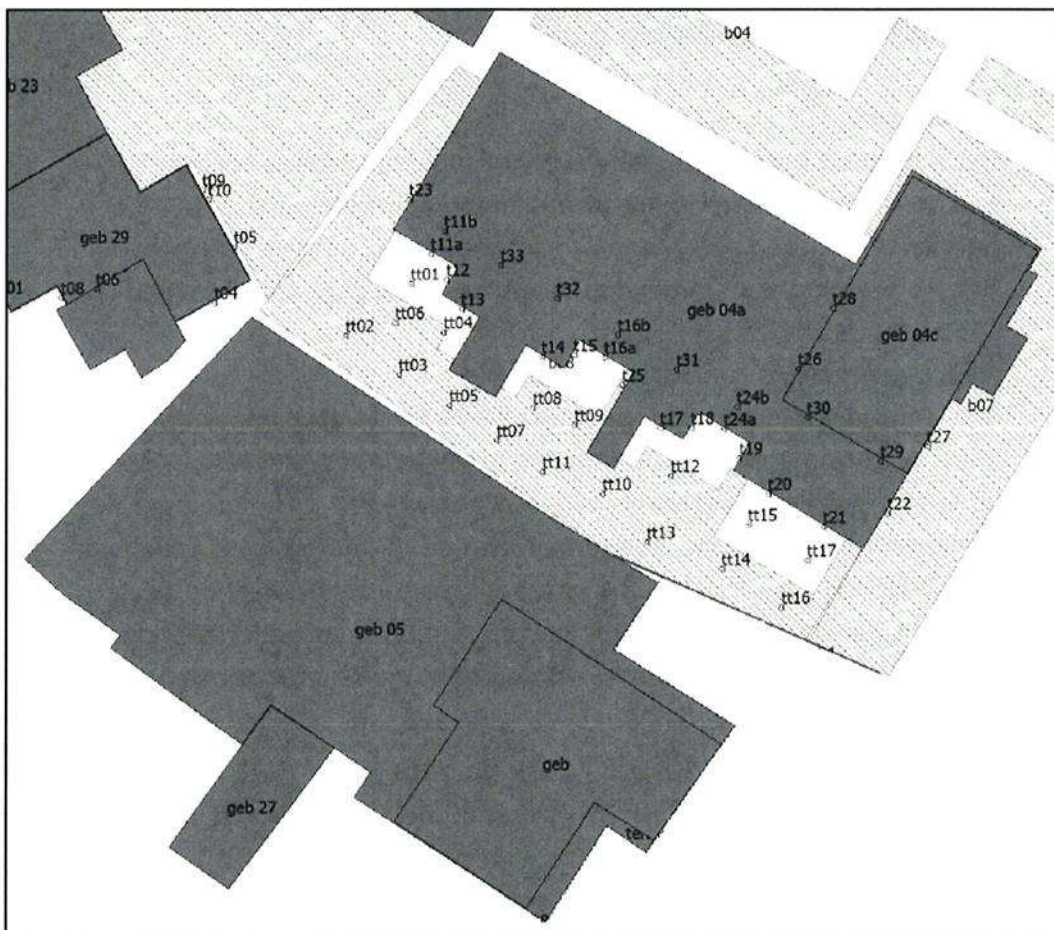 b04
b 23
t09
t10
t23
t11b
t05
geb 29
t11a
t33
tt01
t12
t06
01
t08
t04
t32
t28
t13
geb 04a
tt06
tt02
tt04
t16b
geb 04c
t14
t15
t16a
tt03
t31
t26
t25
tt05
tt08
t24b
b07
t30
tt09
t17
t18
t24a
tt07
t27
t19
t29
tt11
tt12
tt10
t20
t22
tt15
t21
tt13
tt17
tt14
tt16
geb 05
geb
geb 27